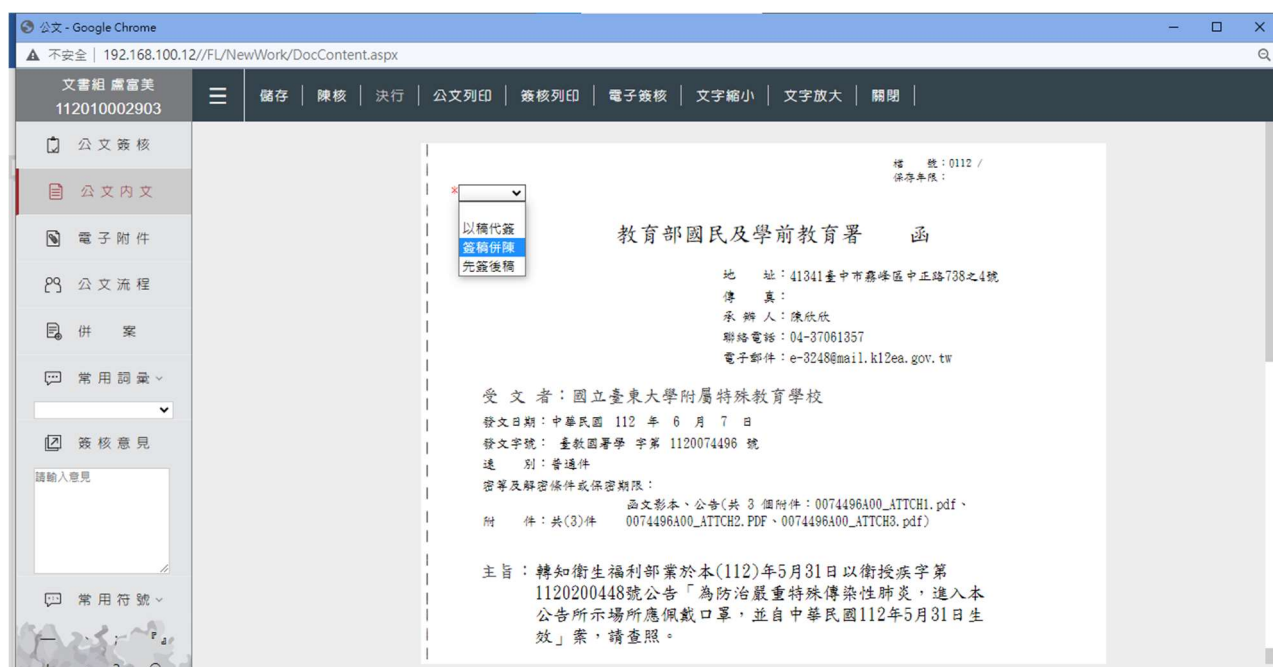 公文 - Google Chrome
不安全 | 192.168.100.12//FL/NewWork/DocContent.aspx
文書組 盧富美
112010002903
儲存 | 陳核 | 決行 | 公文列印 | 簽核列印 | 電子簽核 | 文字縮小 | 文字放大 | 關閉 |
公文簽核
公文內文
電子附件
公文流程
併 案
常用詞彙
簽核意見
請輸入意見
常用符號
檔 號:0112 /
保存年限:
*
以稿代簽
簽稿併陳
先簽後稿
教育部國民及學前教育署 函
地 址:41341臺中市霧峰區中正路738之4號
傳 真:
承 辦 人:陳欣欣
聯絡電話:04-37061357
電子郵件:e-3248@mail.k12ea.gov.tw
受 文 者:國立臺東大學附屬特殊教育學校
發文日期:中華民國 112 年 6 月 7 日
發文字號: 臺教國署學 字第 1120074496 號
速 別:普通件
密等及解密條件或保密期限:
函文影本、公告(共 3 個附件:0074496A00_ATTCH1.pdf、
附 件:共(3)件 0074496A00_ATTCH2.PDF、0074496A00_ATTCH3.pdf)
主旨:轉知衛生福利部業於本(112)年5月31日以衛授疾字第
1120200448號公告「為防治嚴重特殊傳染性肺炎,進入本
公告所示場所應佩戴口罩,並自中華民國112年5月31日生
效」案,請查照。